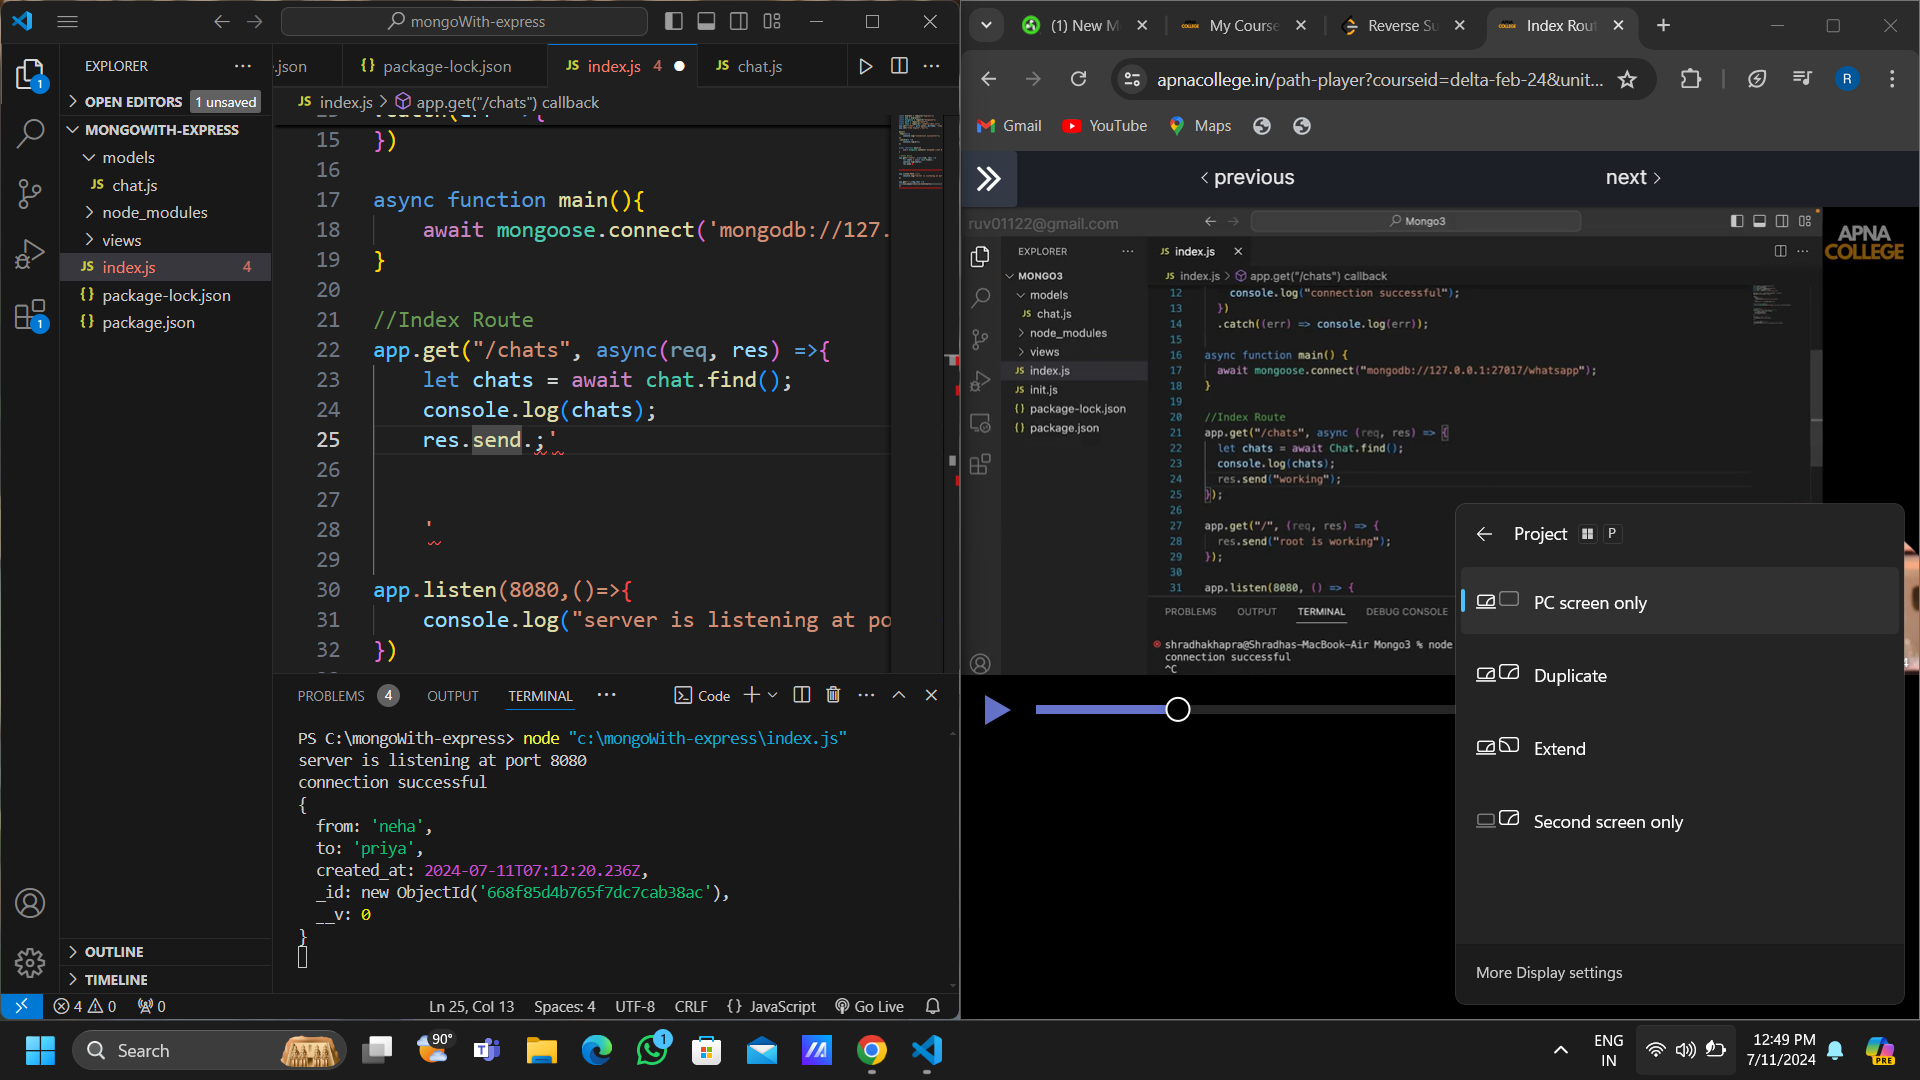 mongoWith-express
EXPLORER
OPEN EDITORS 1 unsaved
MONGOWITH-EXPRESS
models
JS chat.js
node_modules
views
JS index.js 4
{} package-lock.json
{} package.json
OUTLINE
TIMELINE
.json
{} package-lock.json
JS index.js 4
JS chat.js
JS index.js > app.get("/chats") callback
15 })
16
17 async function main(){
18 await mongoose.connect('mongodb://127.
19 }
20
21 //Index Route
22 app.get("/chats", async(req, res) =>{
23 let chats = await chat.find();
24 console.log(chats);
25 res.send.;'
26
27
28 '
29
30 app.listen(8080,()=>{
31 console.log("server is listening at po
32 })
PROBLEMS 4 OUTPUT TERMINAL Code
PS C:\mongoWith-express> node "c:\mongoWith-express\index.js"
server is listening at port 8080
connection successful
{
from: 'neha',
to: 'priya',
created_at: 2024-07-11T07:12:20.236Z,
_id: new ObjectId('668f85d4b765f7dc7cab38ac'),
__v: 0
}
4 0 0 Ln 25, Col 13 Spaces: 4 UTF-8 CRLF {} JavaScript Go Live
(1) New M
My Course
Reverse Su
Index Rout
apnacollege.in/path-player?courseid=delta-feb-24&unit...
R
Gmail YouTube Maps
previous next
ruv01122@gmail.com
Mongo3
APNA
COLLEGE
EXPLORER
MONGO3
models
JS chat.js
node_modules
views
JS index.js
JS init.js
{} package-lock.json
{} package.json
JS index.js
JS index.js > app.get("/chats") callback
12 console.log("connection successful");
13 })
14 .catch((err) => console.log(err));
15
16 async function main() {
17 await mongoose.connect("mongodb://127.0.0.1:27017/whatsapp");
18 }
19
20 //Index Route
21 app.get("/chats", async (req, res) => {
22 let chats = await Chat.find();
23 console.log(chats);
24 res.send("working");
25 });
26
27 app.get("/", (req, res) => {
28 res.send("root is working");
29 });
30
31 app.listen(8080, () => {
PROBLEMS OUTPUT TERMINAL DEBUG CONSOLE
shradhakhapra@Shradhas-MacBook-Air Mongo3 % node
connection successful
^C
Project P
PC screen only
Duplicate
Extend
Second screen only
More Display settings
Search
90°
1
ENG
IN
12:49 PM
7/11/2024
PRE